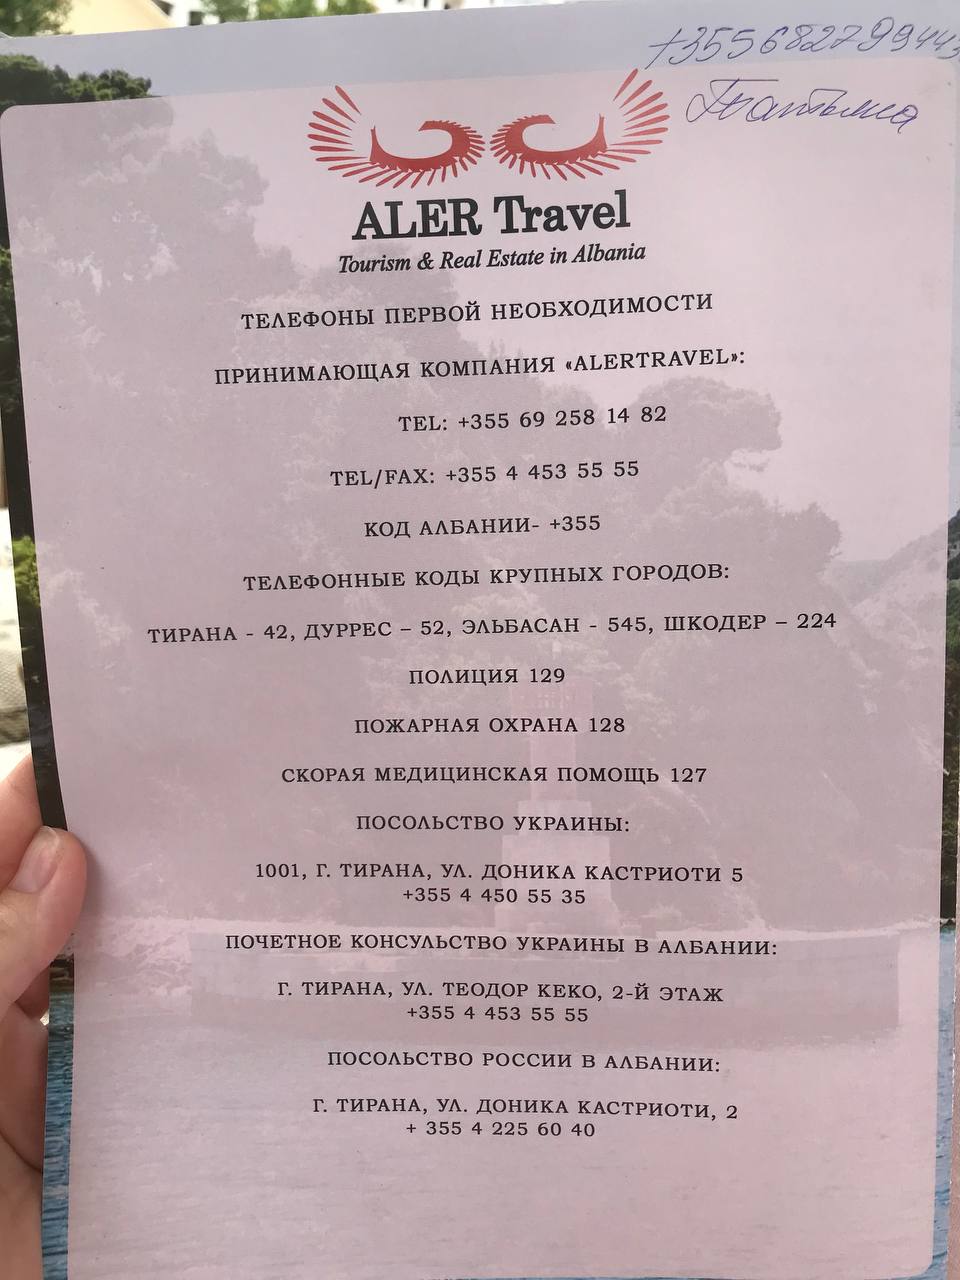 +355682799443
Татьяна
ALER Travel
Tourism & Real Estate in Albania
ТЕЛЕФОНЫ ПЕРВОЙ НЕОБХОДИМОСТИ
ПРИНИМАЮЩАЯ КОМПАНИЯ «ALERTRAVEL»:
TEL: +355 69 258 14 82
TEL/FAX: +355 4 453 55 55
КОД АЛБАНИИ- +355
ТЕЛЕФОННЫЕ КОДЫ КРУПНЫХ ГОРОДОВ:
ТИРАНА - 42, ДУРРЕС – 52, ЭЛЬБАСАН - 545, ШКОДЕР – 224
ПОЛИЦИЯ 129
ПОЖАРНАЯ ОХРАНА 128
СКОРАЯ МЕДИЦИНСКАЯ ПОМОЩЬ 127
ПОСОЛЬСТВО УКРАИНЫ:
1001, Г. ТИРАНА, УЛ. ДОНИКА КАСТРИОТИ 5
+355 4 450 55 35
ПОЧЕТНОЕ КОНСУЛЬСТВО УКРАИНЫ В АЛБАНИИ:
Г. ТИРАНА, УЛ. ТЕОДОР КЕКО, 2-Й ЭТАЖ
+355 4 453 55 55
ПОСОЛЬСТВО РОССИИ В АЛБАНИИ:
Г. ТИРАНА, УЛ. ДОНИКА КАСТРИОТИ, 2
+ 355 4 225 60 40